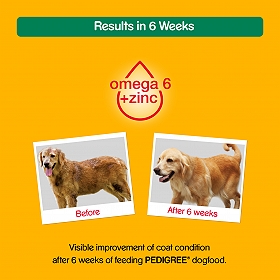 Results in 6 Weeks
omega 6
+zinc
Before
After 6 weeks
Visible improvement of coat condition
after 6 weeks of feeding PEDIGREE® dogfood.